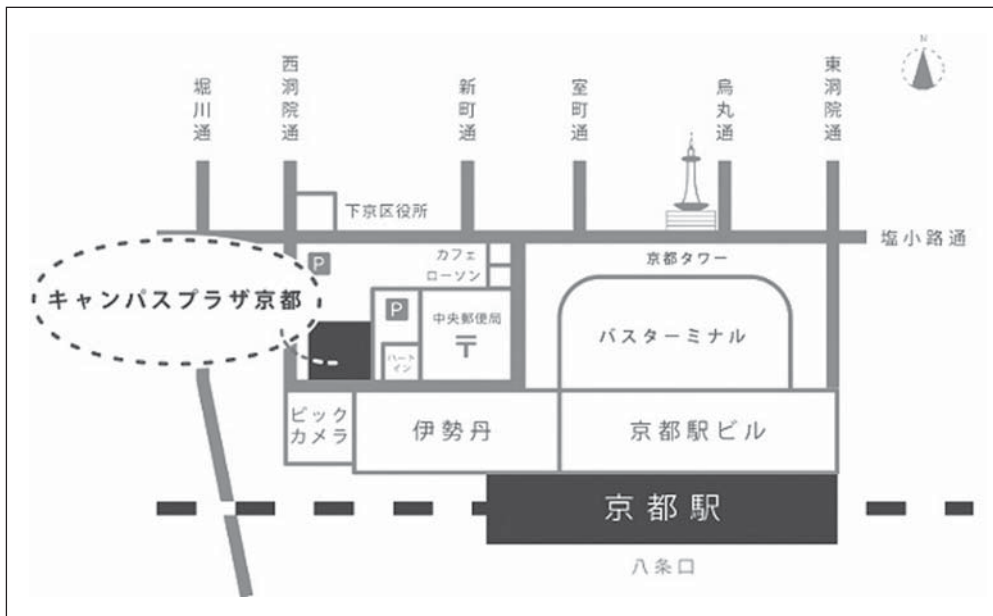 N
堀川通
西洞院通
新町通
室町通
烏丸通
東洞院通
下京区役所
塩小路通
カフェ
ローソン
京都タワー
P
キャンパスプラザ京都
P
中央郵便局
〒
バスターミナル
ハート
イン
ビック
カメラ
伊勢丹
京都駅ビル
京都駅
八条口